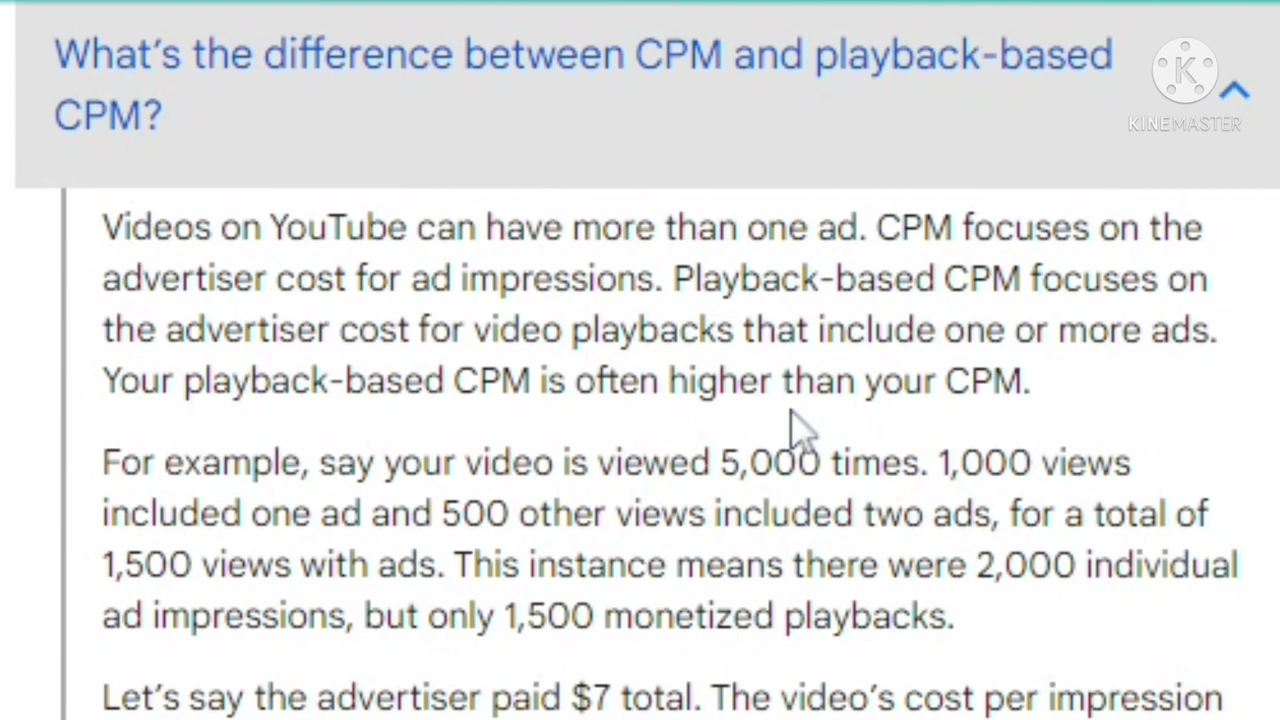 What's the difference between CPM and playback-based
CPM?
KINEMASTER
Videos on YouTube can have more than one ad. CPM focuses on the
advertiser cost for ad impressions. Playback-based CPM focuses on
the advertiser cost for video playbacks that include one or more ads.
Your playback-based CPM is often higher than your CPM.
For example, say your video is viewed 5,000 times. 1,000 views
included one ad and 500 other views included two ads, for a total of
1,500 views with ads. This instance means there were 2,000 individual
ad impressions, but only 1,500 monetized playbacks.
Let's say the advertiser paid $7 total. The video's cost per impression